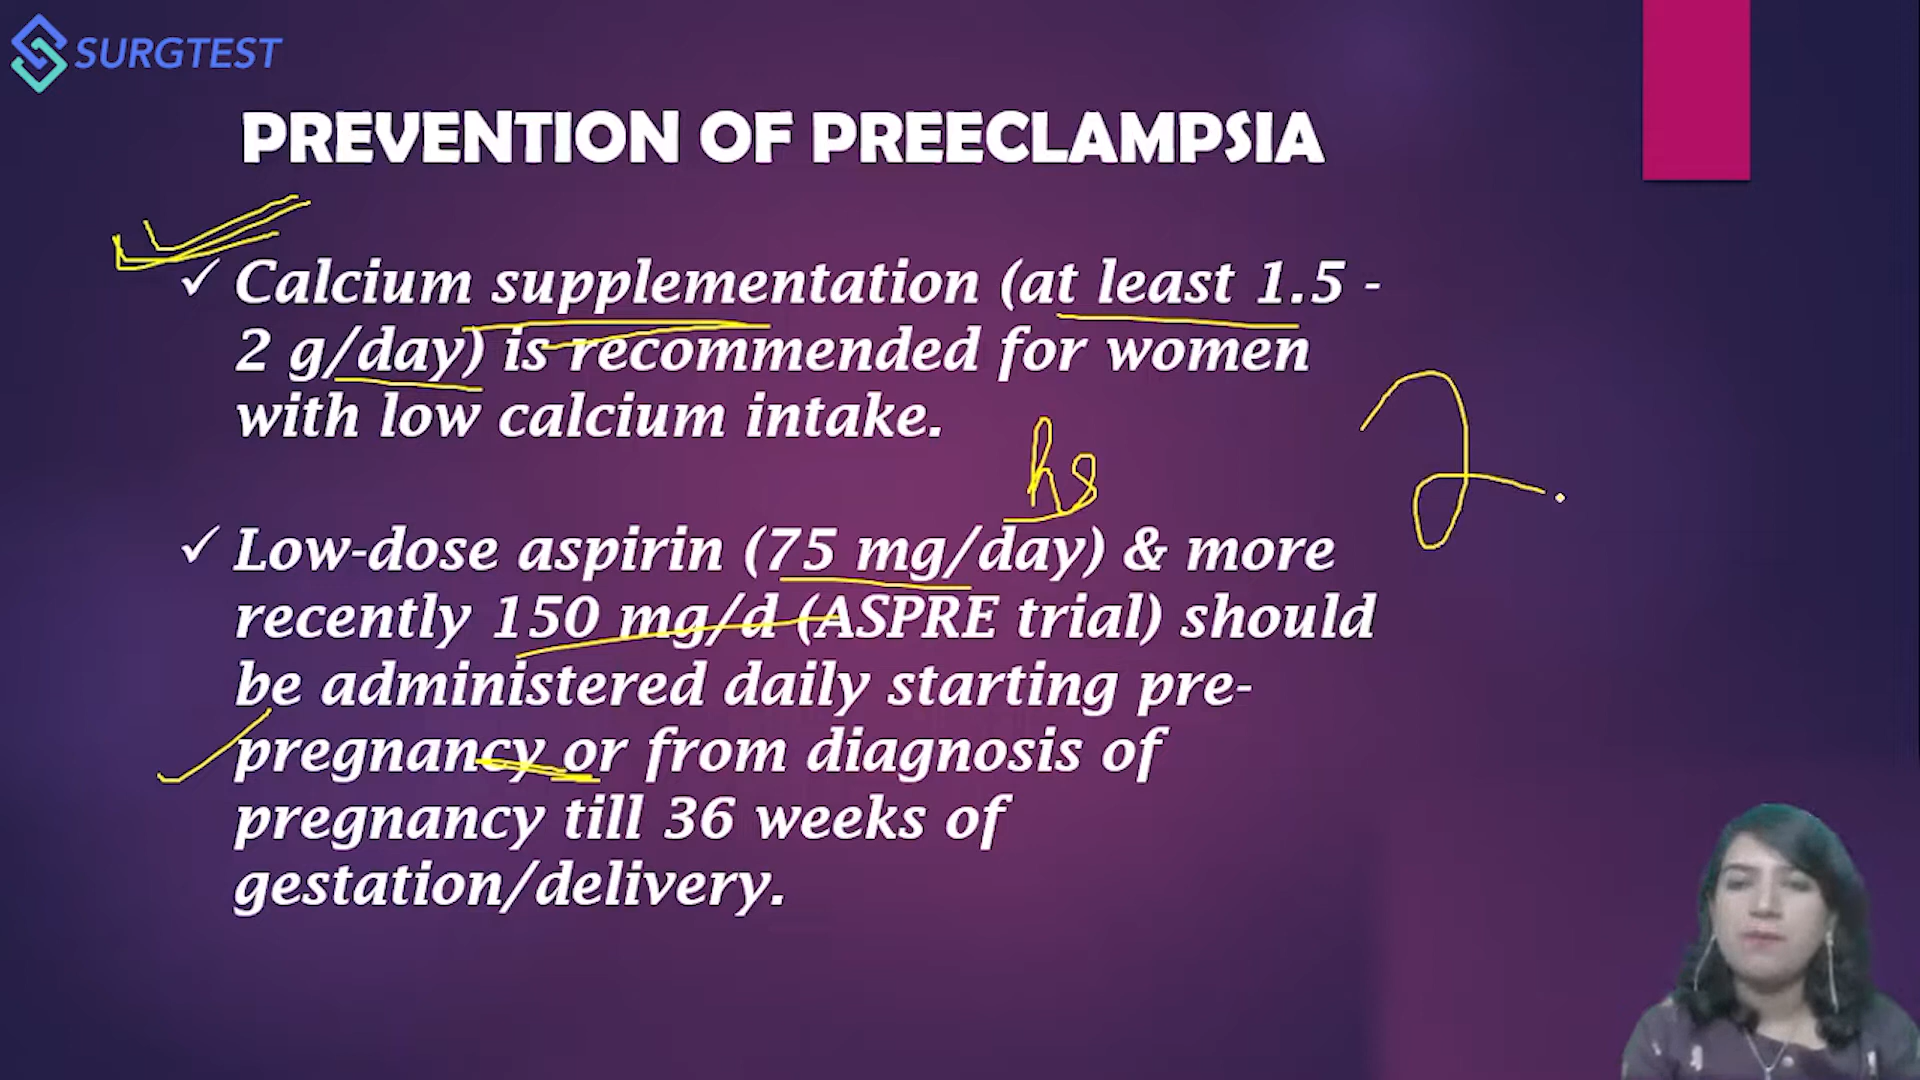 SURGTEST
PREVENTION OF PREECLAMPSIA
✓ Calcium supplementation (at least 1.5 -
2 g/day) is recommended for women
with low calcium intake.
hs
✓ Low-dose aspirin (75 mg/day) & more
recently 150 mg/d (ASPRE trial) should
be administered daily starting pre-
pregnancy or from diagnosis of
pregnancy till 36 weeks of
gestation/delivery.